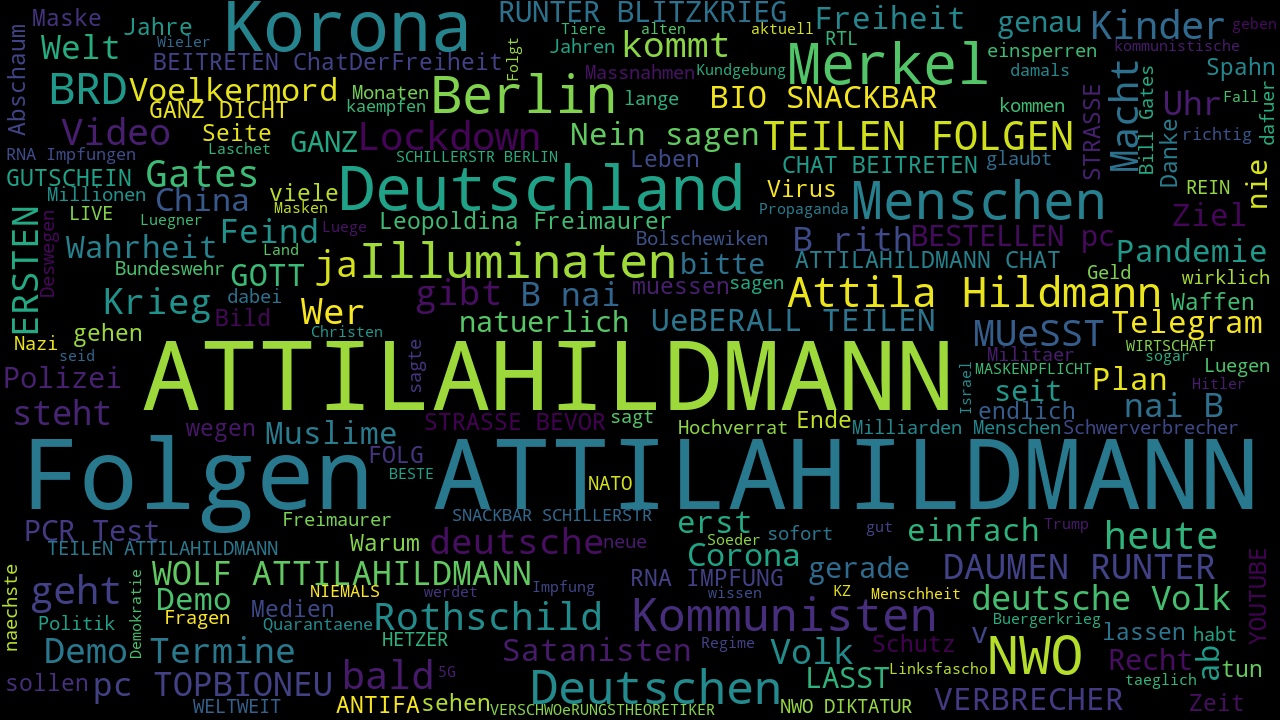 Maske Jahre Korona RUNTER BLITZKRIEG Freiheit genau Kinder geben
Welt Wieler Tiere alten aktuell RTL kommunistische
Abschaum BEITRETEN ChatDerFreiheit Folgt Jahren kommt Merkel einsperren Spahn
BRD Voelkermord Monaten Berlin Massnahmen Kundgebung damals Macht Bill Gates
GANZ DICHT kaempfen lange BIO SNACKBAR kommen STRASSE Uhr Fall dafuer
Video Seite GANZ Lockdown Nein sagen TEILEN FOLGEN Danke richtig
RNA Impfungen Laschet SCHILLERSTR BERLIN Leben CHAT BEITRETEN glaubt
GUTSCHEIN Gates Deutschland Virus Menschen REIN nie
Millionen China viele Masken Propaganda Ziel
LIVE Luegner Luege Leopoldina Freimaurer
ERSTEN Deswegen Wahrheit Feind Land Bolschewiken B rith BESTELLEN pc Pandemie
Bundeswehr GOTT ja Illuminaten bitte ATTILAHILDMANN CHAT Geld wirklich
Krieg dabei Wer gibt B nai muessen sagen Attila Hildmann Waffen
Bild natuerlich UeBERALL TEILEN MUeSST Telegram
gehen Christen
Nazi seid WIRTSCHAFT
Polizei ATTILAHILDMANN sagte Israel Militaer sogar Luegen
MASKENPFLICHT Plan Hitler
steht STRASSE BEVOR sagt Ende seit endlich nai B
wegen Muslime Hochverrat Milliarden Menschen Schwerverbrecher
FOLG
BESTE NATO
Folgen ATTILAHILDMANN
PCR Test Freimaurer SNACKBAR SCHILLERSTR erst sofort gut einfach Trump heute
TEILEN ATTILAHILDMANN Warum deutsche neue Soeder Corona
naechste geht Demokratie WOLF ATTILAHILDMANN Impfung RNA IMPFUNG gerade DAUMEN RUNTER YOUTUBE
Demo NIEMALS werdet wissen KZ Menschheit deutsche Volk
Politik Fragen Medien Quarantaene Rothschild Kommunisten Buergerkrieg
HETZER Regime v lassen habt
Demo Termine Satanisten Volk Schutz NWO Recht ab
sollen pc TOPBIONEU bald 5G LASST Linksfascho tun
Deutschen taeglich
WELTWEIT ANTIFA sehen VERSCHWOeRUNGSTHEORETIKER NWO DIKTATUR VERBRECHER Zeit